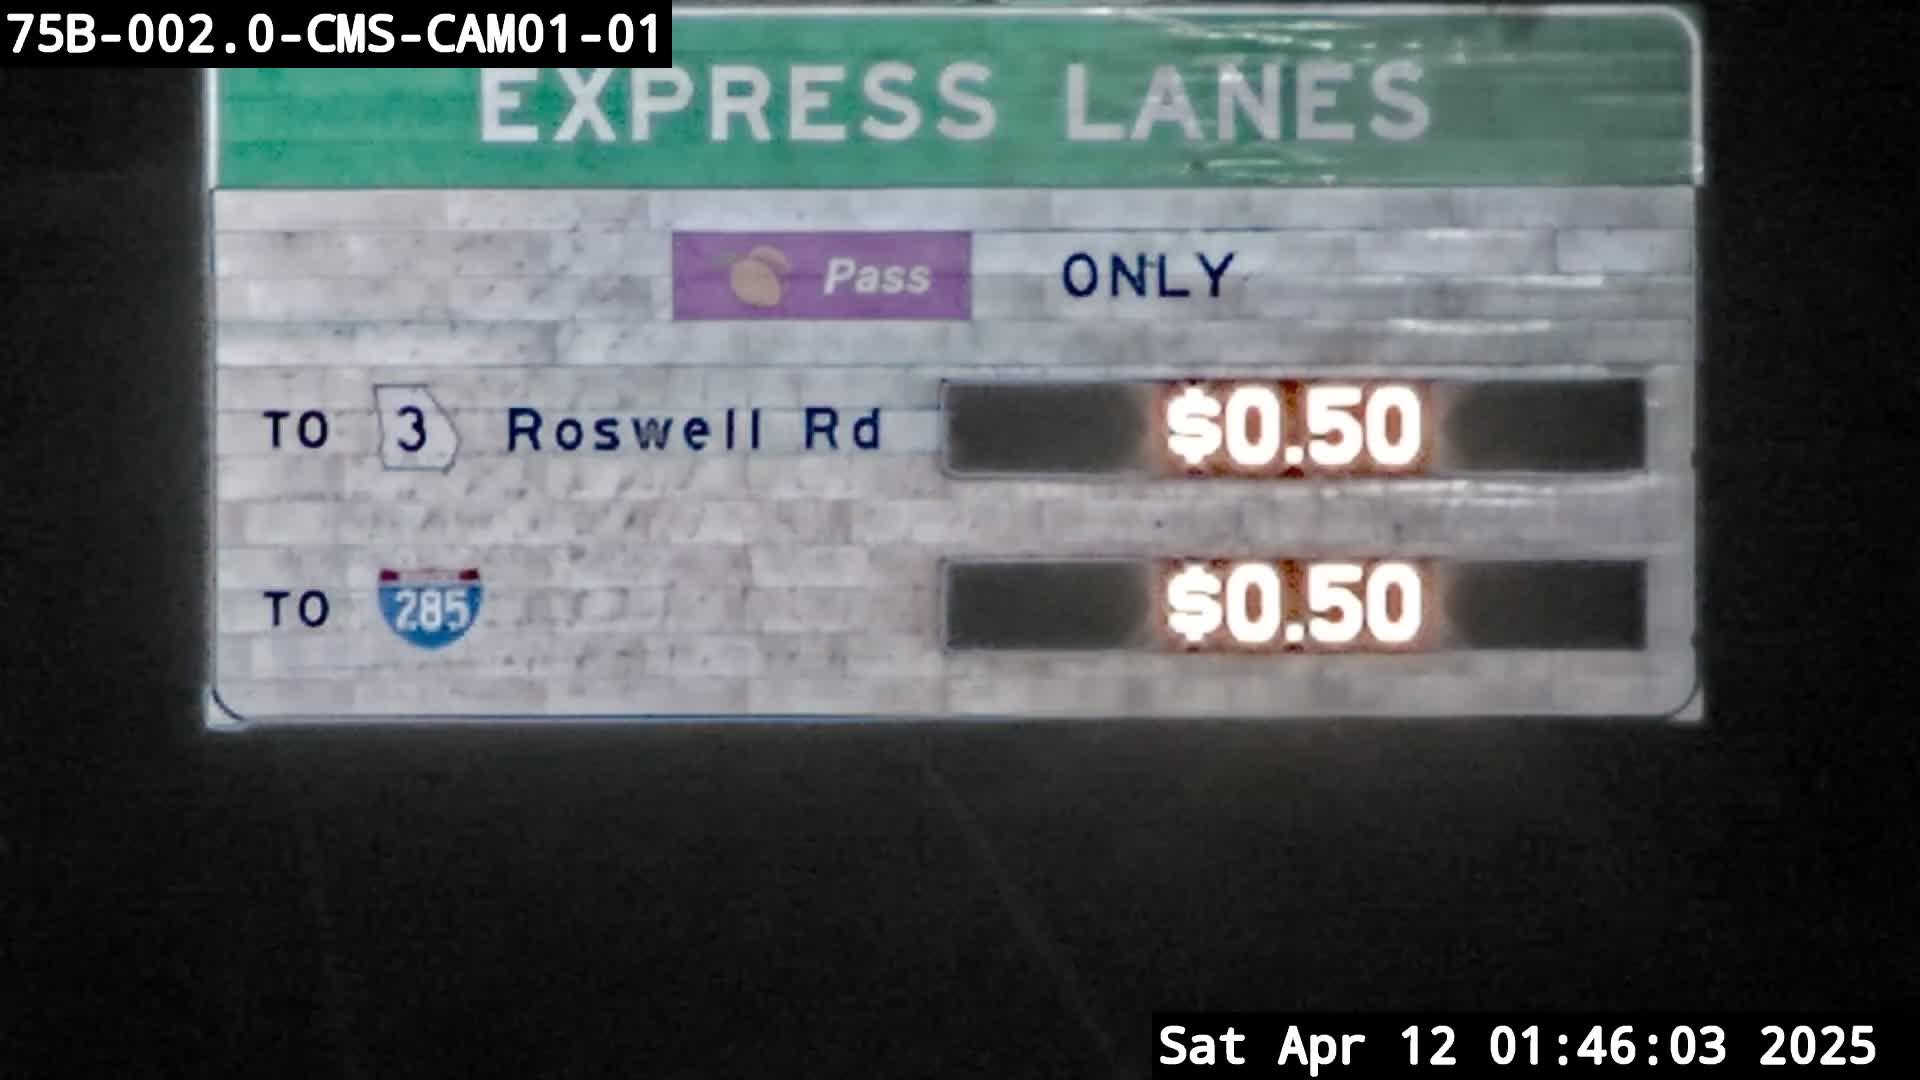 75B-002.0-CMS-CAM01-01
EXPRESS LANES
Pass ONLY
TO 3 Roswell Rd $0.50
TO 285 $0.50
Sat Apr 12 01:46:03 2025